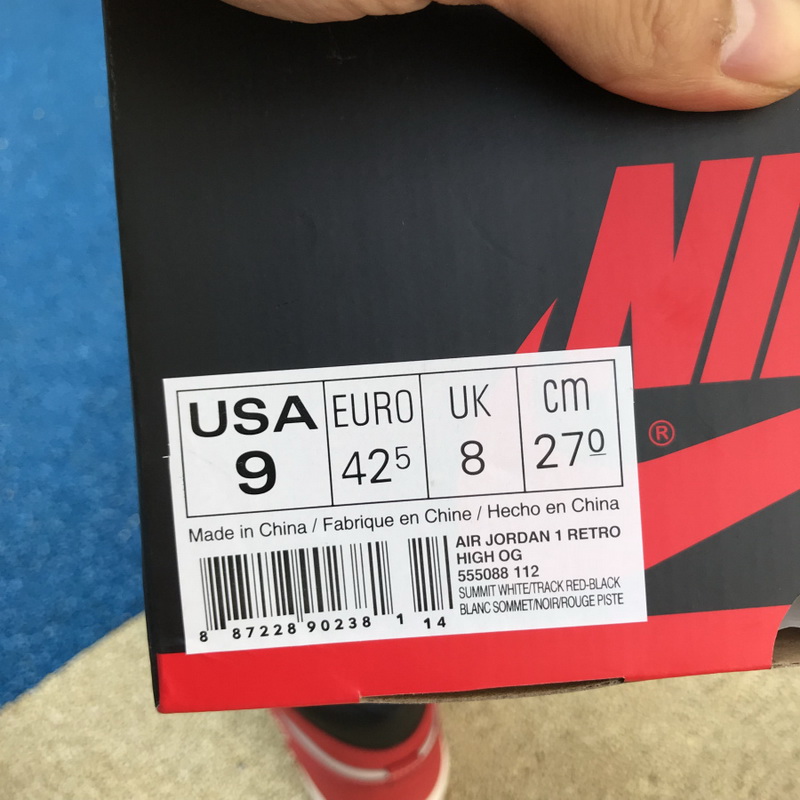 NI
®
USA EURO UK cm
9 42 5 8 27 0
Made in China / Fabrique en Chine / Hecho en China
AIR JORDAN 1 RETRO
HIGH OG
555088 112
SUMMIT WHITE/TRACK RED-BLACK
BLANC SOMMET/NOIR/ROUGE PISTE
8 87228 90238 1 14